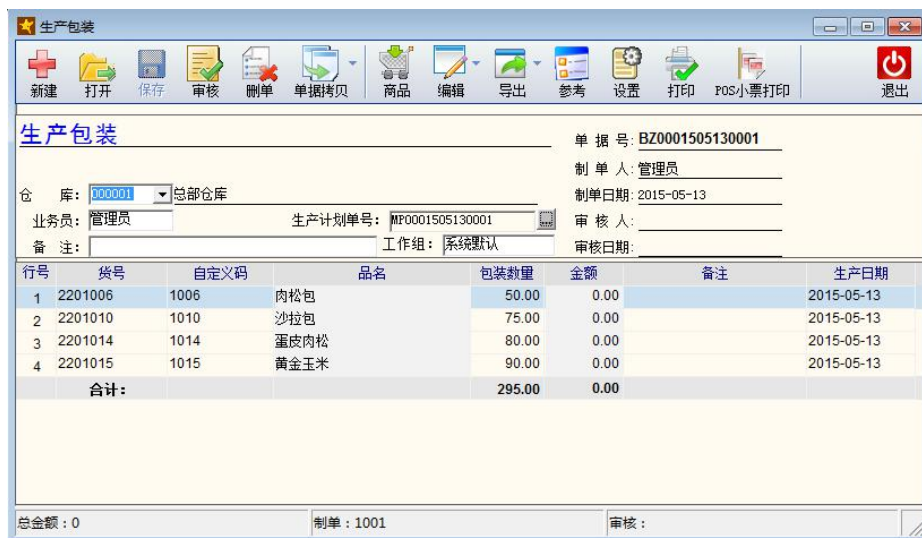 生产包装
新建 打开 保存 审核 删单 单据拷贝 商品 编辑 导出 参考 设置 打印 POS小票打印 退出
生产包装
单 据 号: BZ0001505130001
制 单 人: 管理员
仓 库: 000001 总部仓库 制单日期: 2015-05-13
业务员: 管理员 生产计划单号: MP0001505130001 ... 审 核 人:
备 注: 工作组: 系统默认 审核日期:
行号 货号 自定义码 品名 包装数量 金额 备注 生产日期
1 2201006 1006 肉松包 50.00 0.00 2015-05-13
2 2201010 1010 沙拉包 75.00 0.00 2015-05-13
3 2201014 1014 蛋皮肉松 80.00 0.00 2015-05-13
4 2201015 1015 黄金玉米 90.00 0.00 2015-05-13
合计: 295.00 0.00
总金额:0 制单:1001 审核: